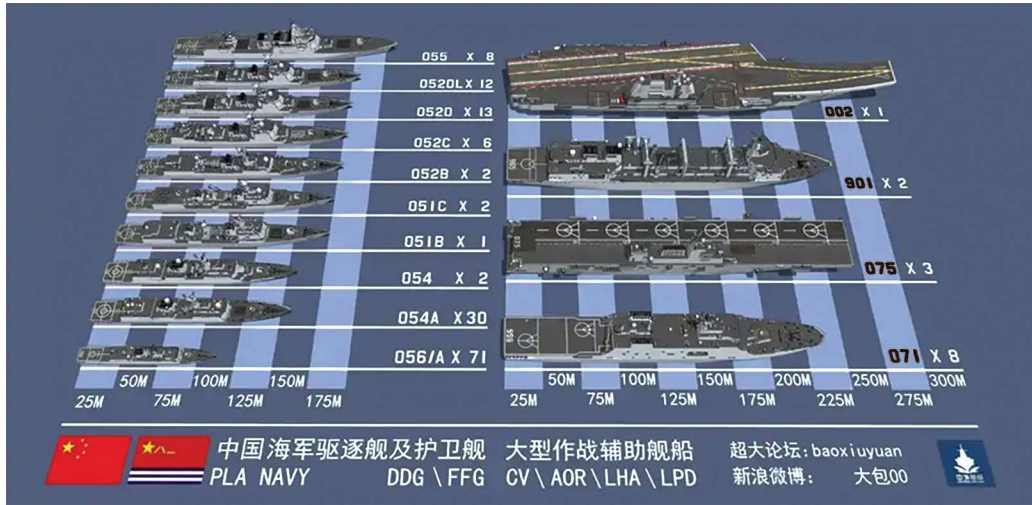 055 X 8
052DL X 12
052D X 13
052C X 6
052B X 2
051C X 2
051B X 1
054 X 2
054A X 30
056/A X 71
50M 100M 150M
25M 75M 125M 175M
002 X 1
901 X 2
075 X 3
071 X 8
50M 100M 150M 200M 250M 300M
25M 75M 125M 175M 225M 275M
中国海军驱逐舰及护卫舰 大型作战辅助舰船
PLA NAVY DDG \ FFG CV \ AOR \ LHA \ LPD
超大论坛:baoxiuyuan
新浪微博: 大包00